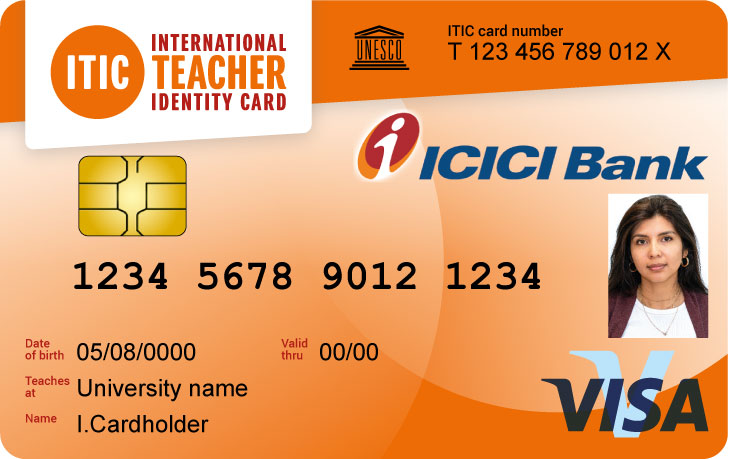 ITIC
INTERNATIONAL
TEACHER
IDENTITY CARD
UNESCO
ITIC card number
T 123 456 789 012 X
i ICICI Bank
1234 5678 9012 1234
Date
of birth 05/08/0000
Valid
thru 00/00
Teaches
at University name
Name I.Cardholder
VISA